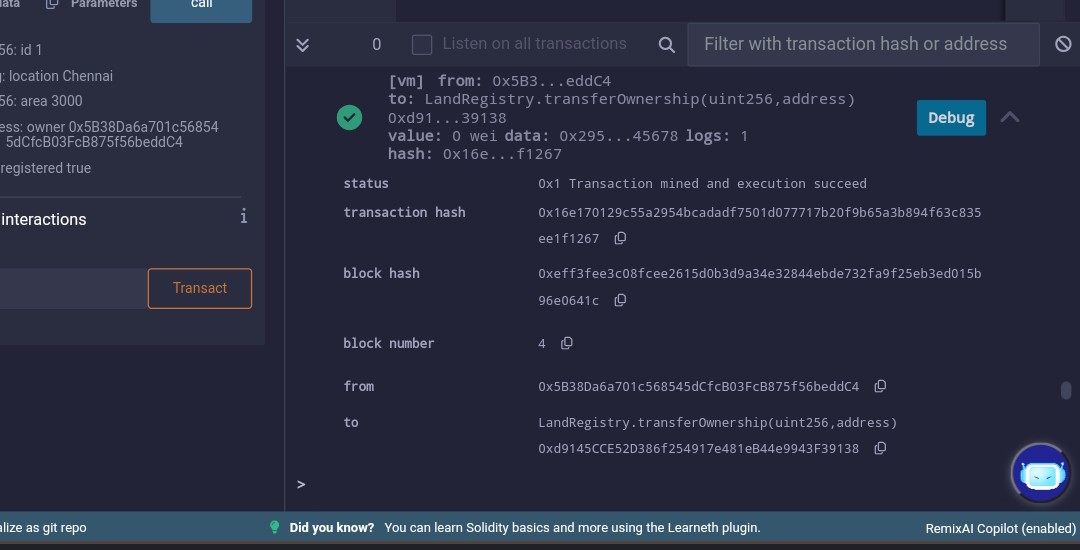 data
Parameters
call
56: id 1
g: location Chennai
56: area 3000
ess: owner 0x5B38Da6a701c56854
5dCfcB03FcB875f56beddC4
registered true
interactions
i
Transact
0
Listen on all transactions
Filter with transaction hash or address
[vm] from: 0x5B3...eddC4
to: LandRegistry.transferOwnership(uint256,address)
0xd91...39138
value: 0 wei data: 0x295...45678 logs: 1
hash: 0x16e...f1267
Debug
status 0x1 Transaction mined and execution succeed
transaction hash 0x16e170129c55a2954bcadadf7501d077717b20f9b65a3b894f63c835
ee1f1267
block hash 0xeff3fee3c08fcee2615d0b3d9a34e32844ebde732fa9f25eb3ed015b
96e0641c
block number 4
from 0x5B38Da6a701c568545dCfcB03FcB875f56beddC4
to LandRegistry.transferOwnership(uint256,address)
0xd9145CCE52D386f254917e481eB44e9943F39138
>
alize as git repo
Did you know? You can learn Solidity basics and more using the Learneth plugin.
RemixAI Copilot (enabled)